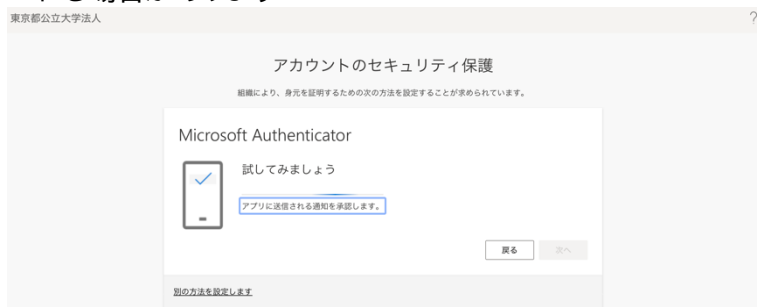 東京都公立大学法人
?
アカウントのセキュリティ保護
組織により、身元を証明するための次の方法を設定することが求められています。
Microsoft Authenticator
試してみましょう
アプリに送信される通知を承認します。
戻る
次へ
別の方法を設定します